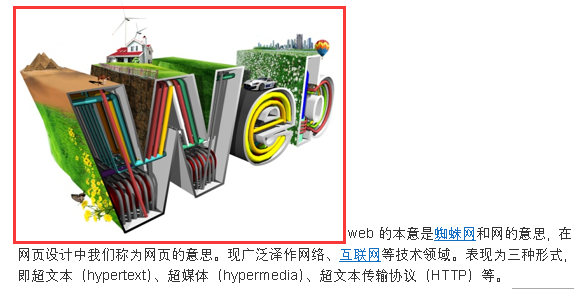 Web
web 的本意是蜘蛛网和网的意思, 在
网页设计中我们称为网页的意思。现广泛译作网络、互联网等技术领域。表现为三种形式,
即超文本（hypertext）、超媒体（hypermedia）、超文本传输协议（HTTP）等。